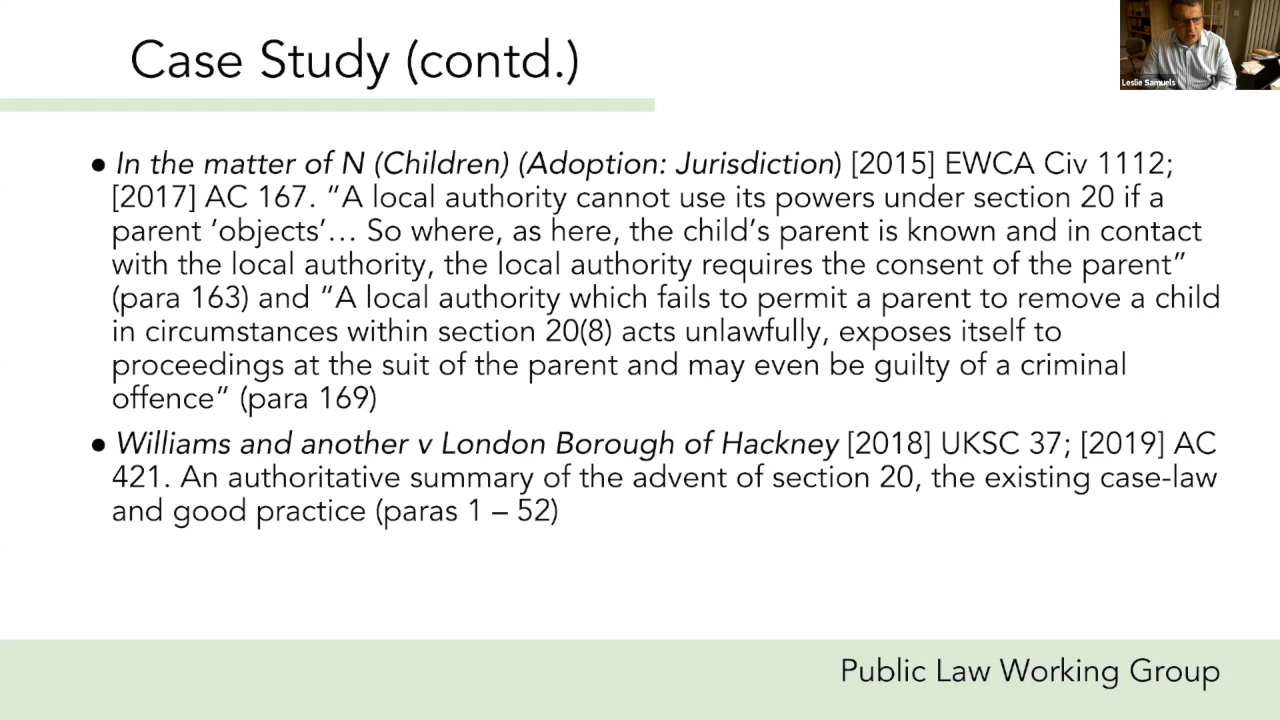 Case Study (contd.)
Leslie Samuels
● In the matter of N (Children) (Adoption: Jurisdiction) [2015] EWCA Civ 1112;
[2017] AC 167. “A local authority cannot use its powers under section 20 if a
parent ‘objects’… So where, as here, the child’s parent is known and in contact
with the local authority, the local authority requires the consent of the parent”
(para 163) and “A local authority which fails to permit a parent to remove a child
in circumstances within section 20(8) acts unlawfully, exposes itself to
proceedings at the suit of the parent and may even be guilty of a criminal
offence” (para 169)
● Williams and another v London Borough of Hackney [2018] UKSC 37; [2019] AC
421. An authoritative summary of the advent of section 20, the existing case-law
and good practice (paras 1 – 52)
Public Law Working Group